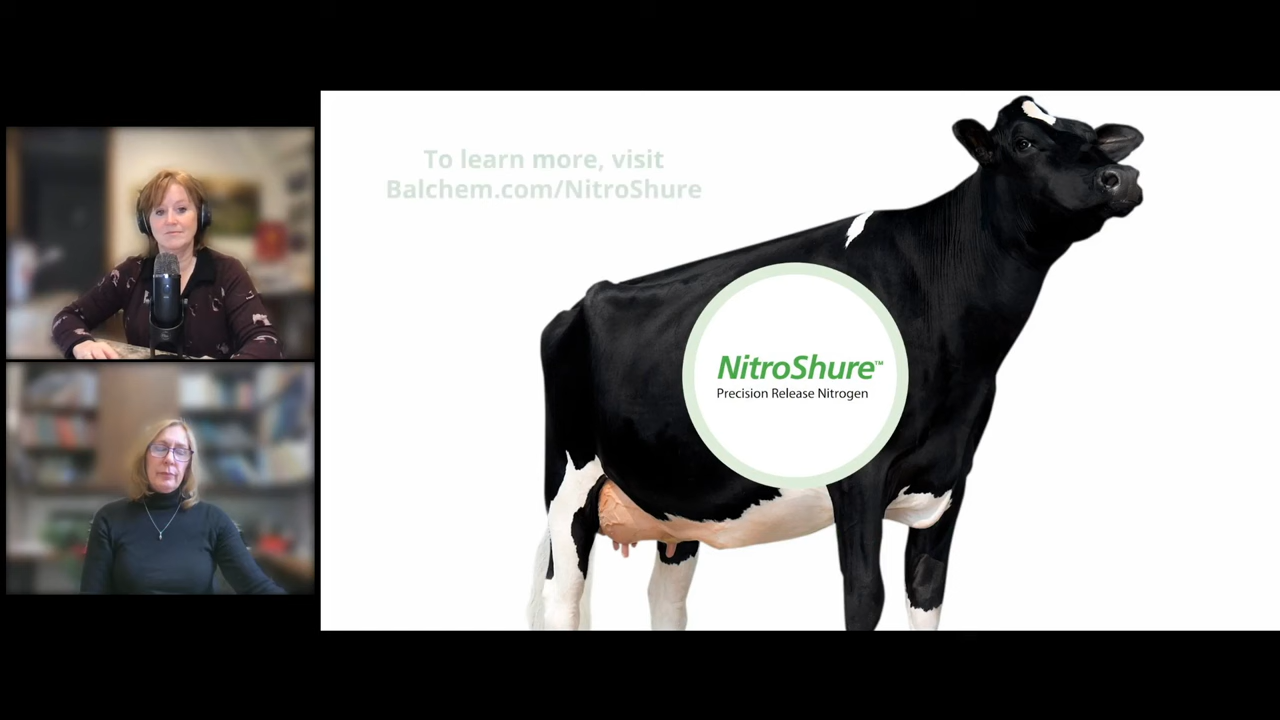 To learn more, visit
Balchem.com/NitroShure
NitroShure™
Precision Release Nitrogen